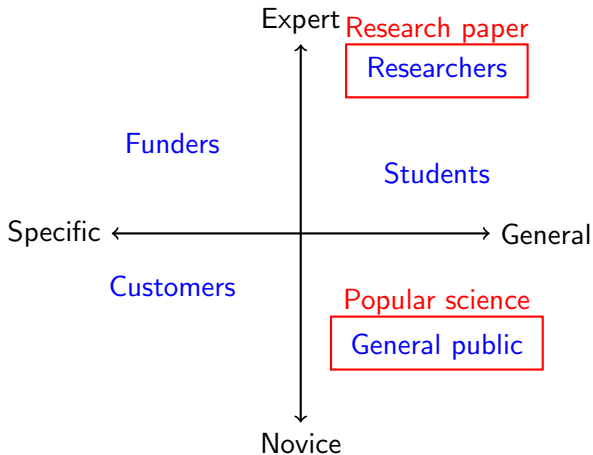 Expert
Research paper
Researchers
Funders
Students
Specific
General
Customers
Popular science
General public
Novice